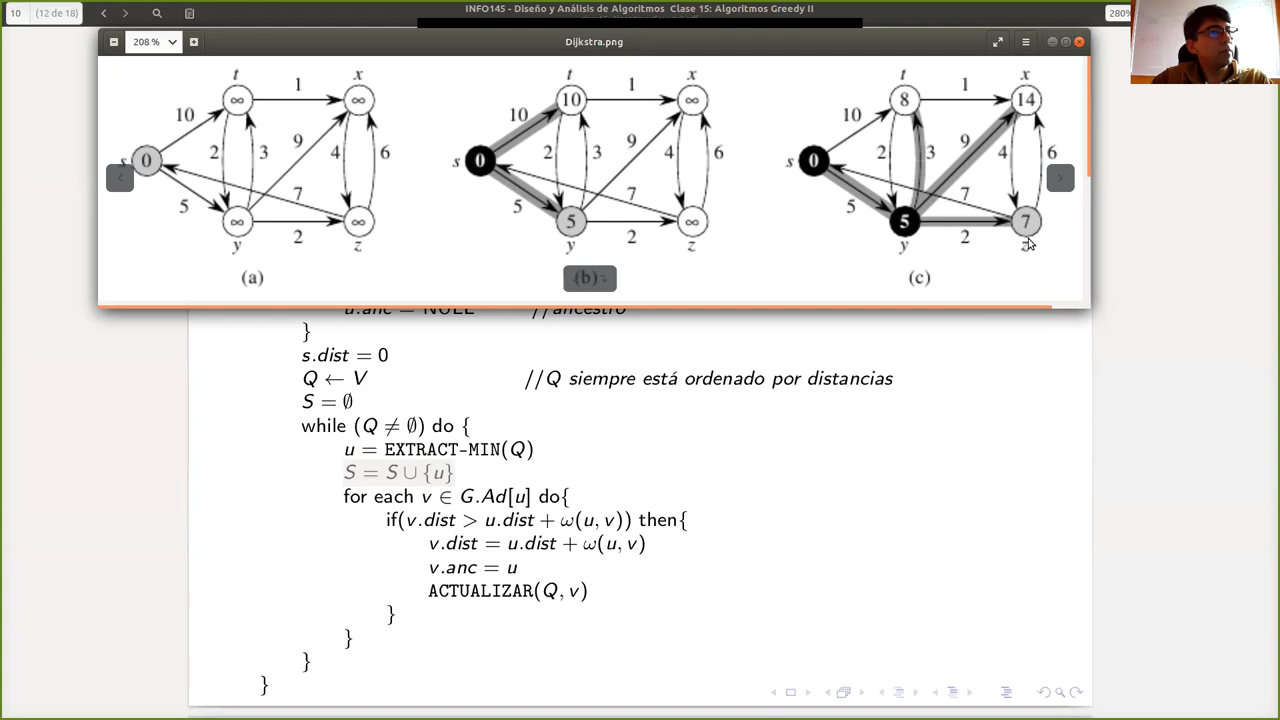 10 (12 de 18)
INFO145 - Diseño y Análisis de Algoritmos Clase 15: Algoritmos Greedy II
280%
208 %
Dijkstra.png
t x
1
10
∞ ∞
s 0
2 3 9 4 6
7
5
∞ ∞
2
y z
(a)
t x
1
10
10 ∞
s 0
2 3 9 4 6
7
5
5 ∞
2
y z
(b)
t x
1
10
8 14
s 0
2 3 9 4 6
7
5
5 7
2
y z
(c)
u.anc = NULL //ancestro
}
s.dist = 0
Q ← V //Q siempre está ordenado por distancias
S = ∅
while (Q ≠ ∅) do {
u = EXTRACT-MIN(Q)
S = S ∪ {u}
for each v ∈ G.Ad[u] do{
if(v.dist > u.dist + ω(u, v)) then{
v.dist = u.dist + ω(u, v)
v.anc = u
ACTUALIZAR(Q, v)
}
}
}
}